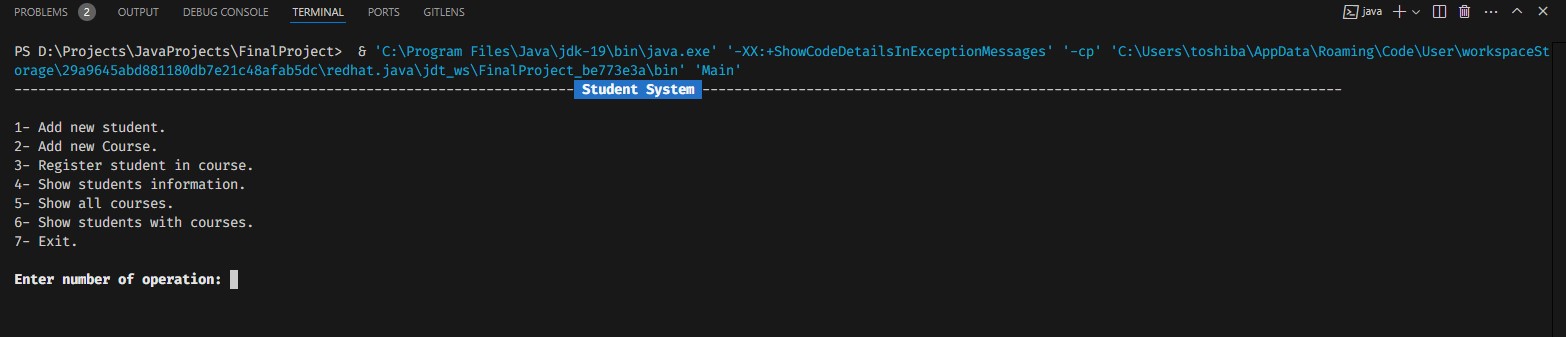 PROBLEMS 2 OUTPUT DEBUG CONSOLE TERMINAL PORTS GITLENS java
PS D:\Projects\JavaProjects\FinalProject>  & 'C:\Program Files\Java\jdk-19\bin\java.exe' '-XX:+ShowCodeDetailsInExceptionMessages' '-cp' 'C:\Users\toshiba\AppData\Roaming\Code\User\workspaceSt
orage\29a9645abd881180db7e21c48afab5dc\redhat.java\jdt_ws\FinalProject_be773e3a\bin' 'Main'
---------------------------------------------------------------------- Student System --------------------------------------------------------------------------------
1- Add new student.
2- Add new Course.
3- Register student in course.
4- Show students information.
5- Show all courses.
6- Show students with courses.
7- Exit.
Enter number of operation: